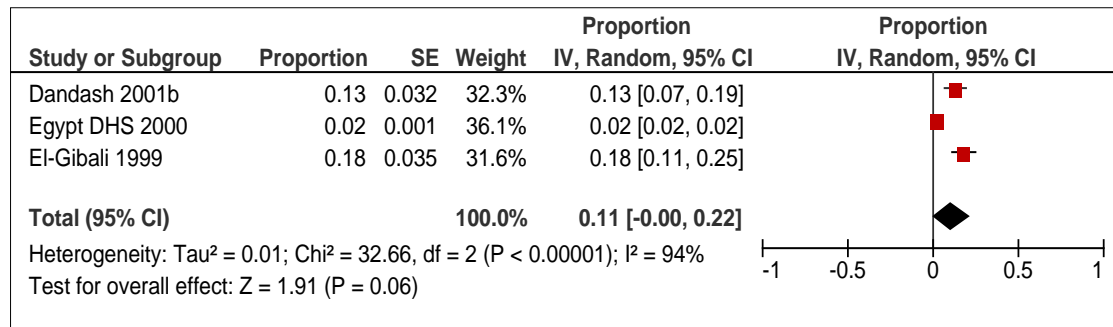 Proportion Proportion
Study or Subgroup Proportion SE Weight IV, Random, 95% CI IV, Random, 95% CI
Dandash 2001b 0.13 0.032 32.3% 0.13 [0.07, 0.19]
Egypt DHS 2000 0.02 0.001 36.1% 0.02 [0.02, 0.02]
El-Gibali 1999 0.18 0.035 31.6% 0.18 [0.11, 0.25]
Total (95% CI) 100.0% 0.11 [-0.00, 0.22]
Heterogeneity: Tau² = 0.01; Chi² = 32.66, df = 2 (P < 0.00001); I² = 94%
Test for overall effect: Z = 1.91 (P = 0.06)
-1 -0.5 0 0.5 1